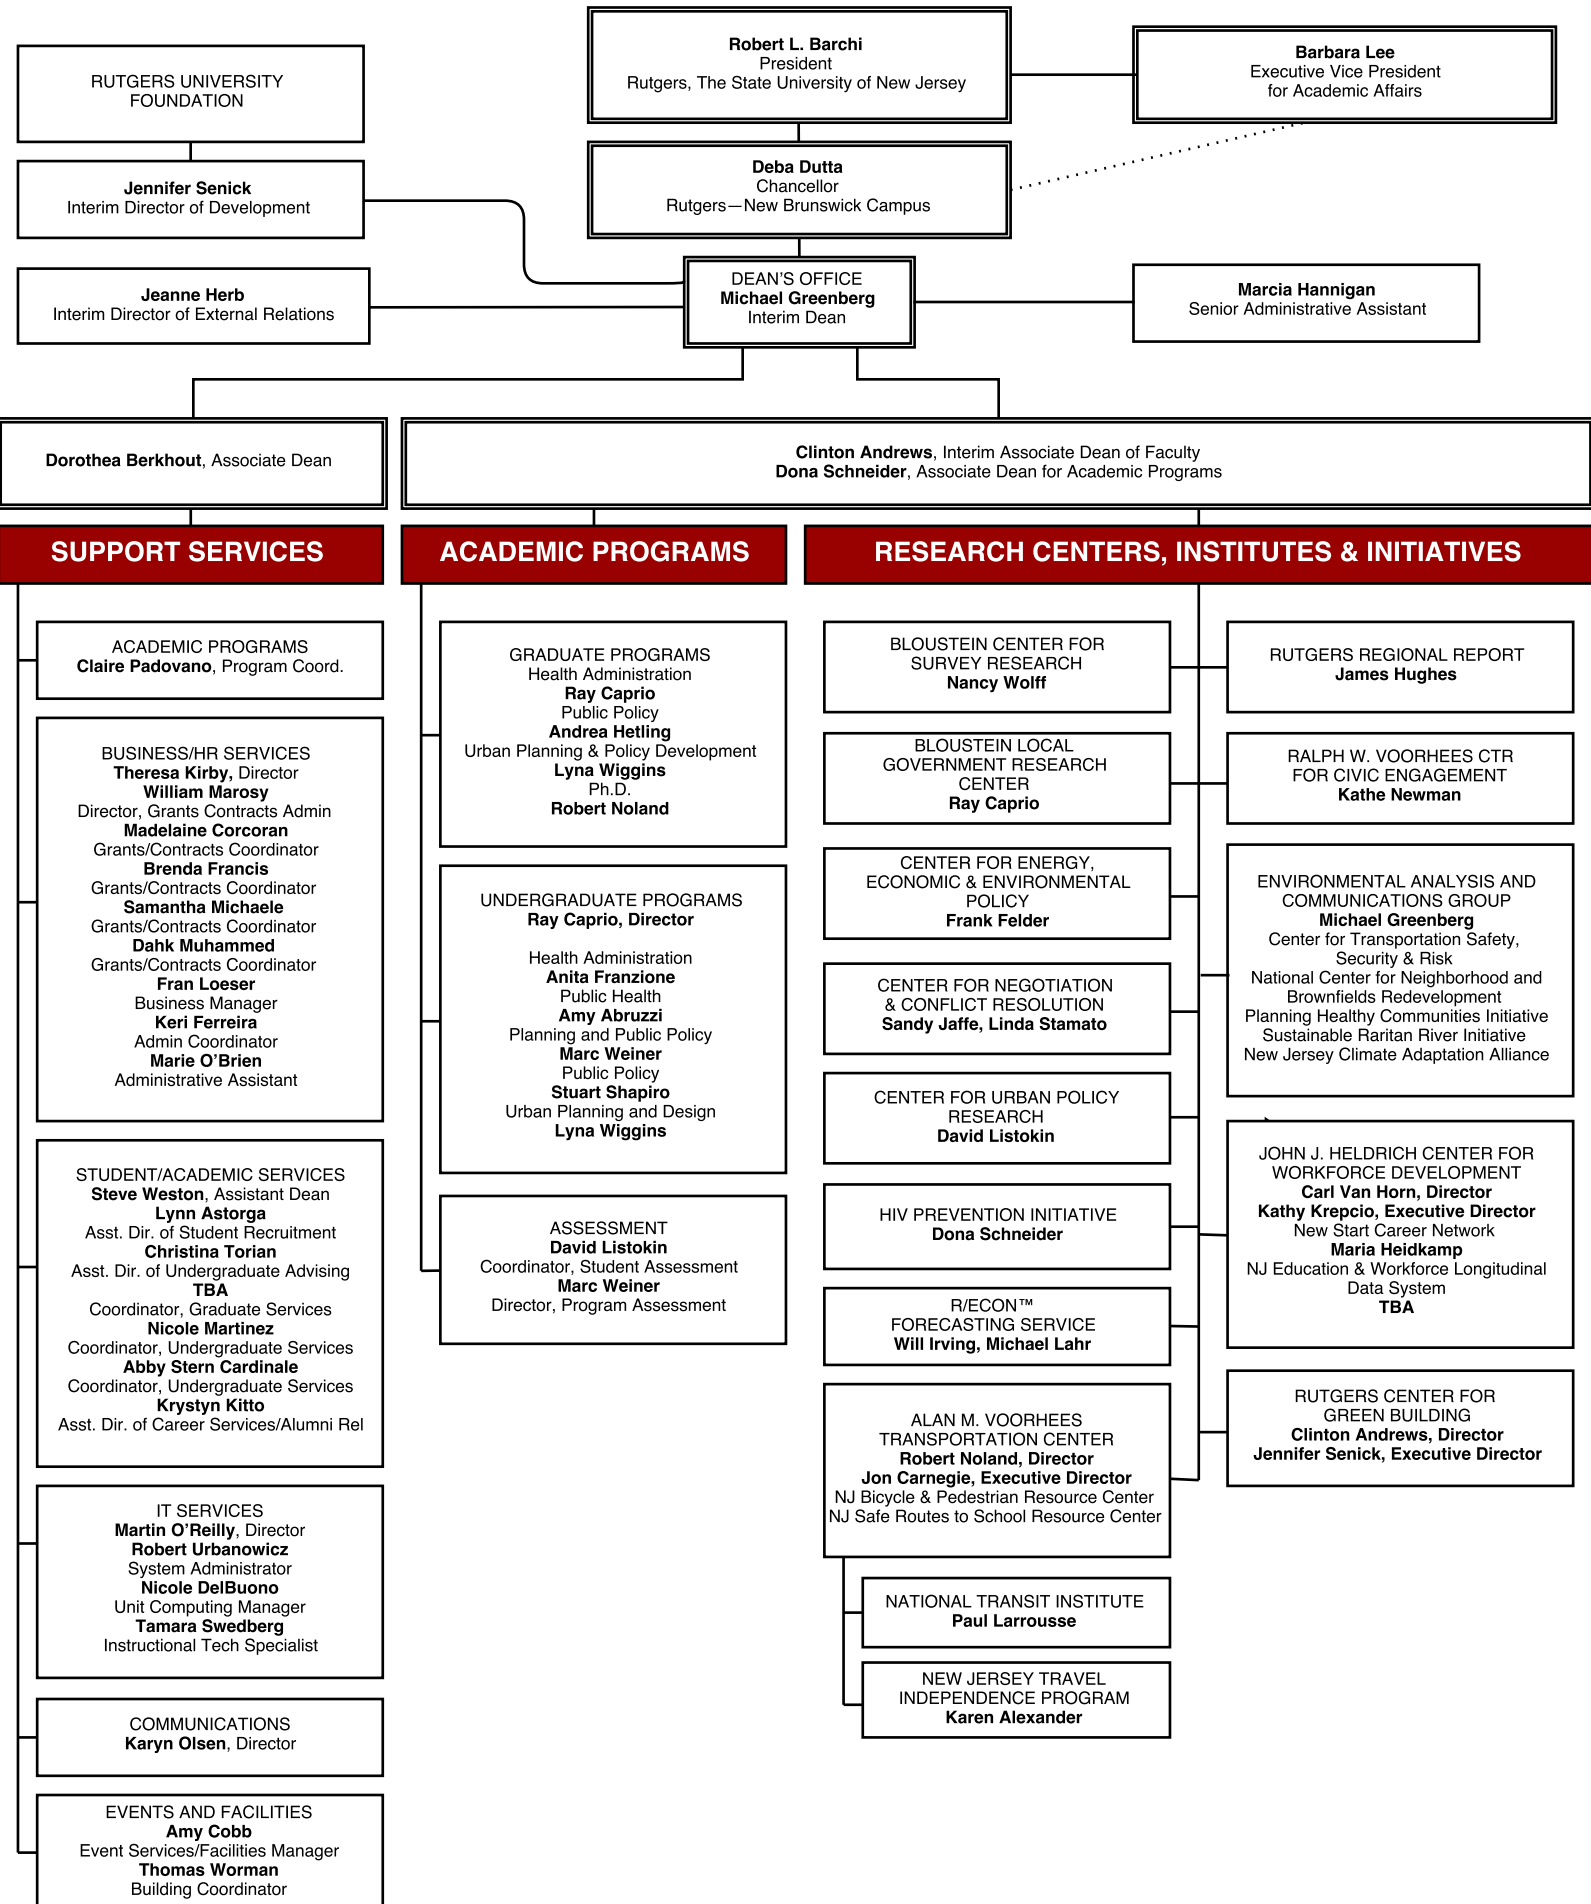 RUTGERS UNIVERSITY
FOUNDATION
Robert L. Barchi
President
Rutgers, The State University of New Jersey
Barbara Lee
Executive Vice President
for Academic Affairs
Jennifer Senick
Interim Director of Development
Deba Dutta
Chancellor
Rutgers—New Brunswick Campus
Jeanne Herb
Interim Director of External Relations
DEAN'S OFFICE
Michael Greenberg
Interim Dean
Marcia Hannigan
Senior Administrative Assistant
Dorothea Berkhout, Associate Dean
Clinton Andrews, Interim Associate Dean of Faculty
Dona Schneider, Associate Dean for Academic Programs
SUPPORT SERVICES
ACADEMIC PROGRAMS
Claire Padovano, Program Coord.
BUSINESS/HR SERVICES
Theresa Kirby, Director
William Marosy
Director, Grants Contracts Admin
Madelaine Corcoran
Grants/Contracts Coordinator
Brenda Francis
Grants/Contracts Coordinator
Samantha Michaele
Grants/Contracts Coordinator
Dahk Muhammed
Grants/Contracts Coordinator
Fran Loeser
Business Manager
Keri Ferreira
Admin Coordinator
Marie O'Brien
Administrative Assistant
STUDENT/ACADEMIC SERVICES
Steve Weston, Assistant Dean
Lynn Astorga
Asst. Dir. of Student Recruitment
Christina Torian
Asst. Dir. of Undergraduate Advising
TBA
Coordinator, Graduate Services
Nicole Martinez
Coordinator, Undergraduate Services
Abby Stern Cardinale
Coordinator, Undergraduate Services
Krystyn Kitto
Asst. Dir. of Career Services/Alumni Rel
IT SERVICES
Martin O'Reilly, Director
Robert Urbanowicz
System Administrator
Nicole DelBuono
Unit Computing Manager
Tamara Swedberg
Instructional Tech Specialist
COMMUNICATIONS
Karyn Olsen, Director
EVENTS AND FACILITIES
Amy Cobb
Event Services/Facilities Manager
Thomas Worman
Building Coordinator
ACADEMIC PROGRAMS
GRADUATE PROGRAMS
Health Administration
Ray Caprio
Public Policy
Andrea Hetling
Urban Planning & Policy Development
Lyna Wiggins
Ph.D.
Robert Noland
UNDERGRADUATE PROGRAMS
Ray Caprio, Director
Health Administration
Anita Franzione
Public Health
Amy Abruzzi
Planning and Public Policy
Marc Weiner
Public Policy
Stuart Shapiro
Urban Planning and Design
Lyna Wiggins
ASSESSMENT
David Listokin
Coordinator, Student Assessment
Marc Weiner
Director, Program Assessment
RESEARCH CENTERS, INSTITUTES & INITIATIVES
BLOUSTEIN CENTER FOR
SURVEY RESEARCH
Nancy Wolff
BLOUSTEIN LOCAL
GOVERNMENT RESEARCH
CENTER
Ray Caprio
CENTER FOR ENERGY,
ECONOMIC & ENVIRONMENTAL
POLICY
Frank Felder
CENTER FOR NEGOTIATION
& CONFLICT RESOLUTION
Sandy Jaffe, Linda Stamato
CENTER FOR URBAN POLICY
RESEARCH
David Listokin
HIV PREVENTION INITIATIVE
Dona Schneider
R/ECON™
FORECASTING SERVICE
Will Irving, Michael Lahr
ALAN M. VOORHEES
TRANSPORTATION CENTER
Robert Noland, Director
Jon Carnegie, Executive Director
NJ Bicycle & Pedestrian Resource Center
NJ Safe Routes to School Resource Center
NATIONAL TRANSIT INSTITUTE
Paul Larrousse
NEW JERSEY TRAVEL
INDEPENDENCE PROGRAM
Karen Alexander
RUTGERS REGIONAL REPORT
James Hughes
RALPH W. VOORHEES CTR
FOR CIVIC ENGAGEMENT
Kathe Newman
ENVIRONMENTAL ANALYSIS AND
COMMUNICATIONS GROUP
Michael Greenberg
Center for Transportation Safety,
Security & Risk
National Center for Neighborhood and
Brownfields Redevelopment
Planning Healthy Communities Initiative
Sustainable Raritan River Initiative
New Jersey Climate Adaptation Alliance
JOHN J. HELDRICH CENTER FOR
WORKFORCE DEVELOPMENT
Carl Van Horn, Director
Kathy Krepcio, Executive Director
New Start Career Network
Maria Heidkamp
NJ Education & Workforce Longitudinal
Data System
TBA
RUTGERS CENTER FOR
GREEN BUILDING
Clinton Andrews, Director
Jennifer Senick, Executive Director